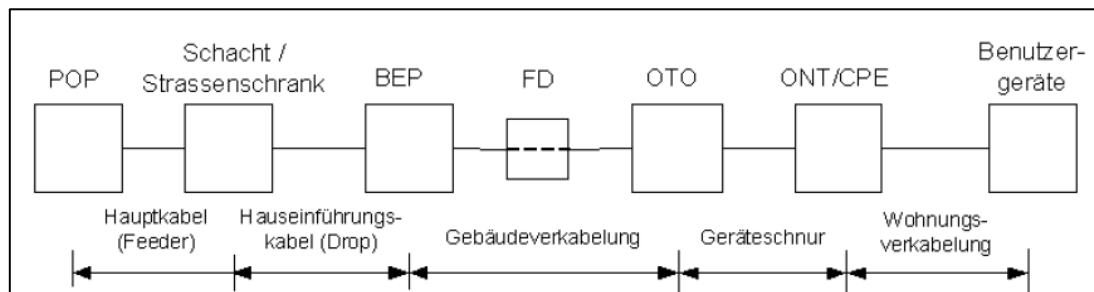 POP
Schacht /
Strassenschrank
BEP
FD
OTO
ONT/CPE
Benutzer-
geräte
Hauptkabel
(Feeder)
Hauseinführungs-
kabel (Drop)
Gebäudeverkabelung
Geräteschnur
Wohnungs-
verkabelung